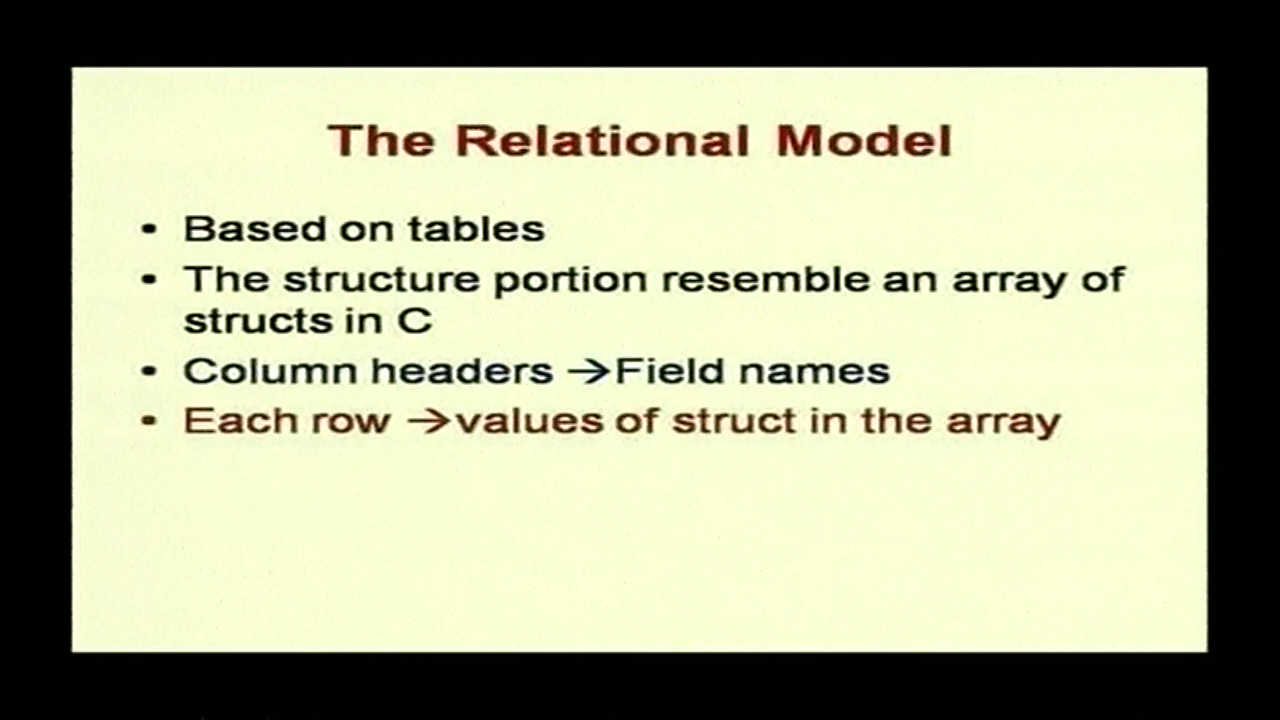 The Relational Model
• Based on tables
• The structure portion resemble an array of
structs in C
• Column headers →Field names
• Each row →values of struct in the array